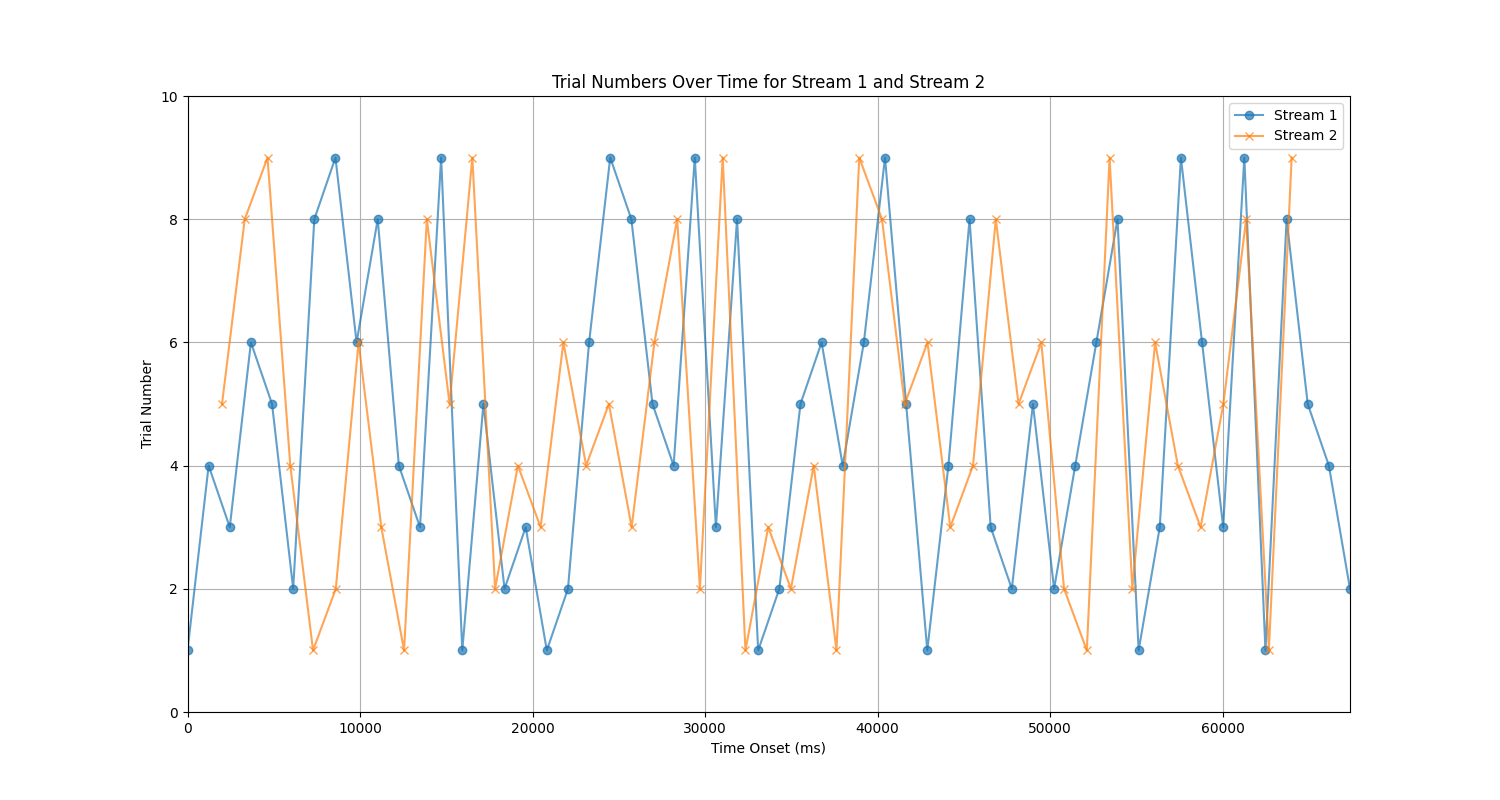 Trial Numbers Over Time for Stream 1 and Stream 2
10
8
6
4
2
0
Trial Number
Stream 1
Stream 2
0 10000 20000 30000 40000 50000 60000
Time Onset (ms)